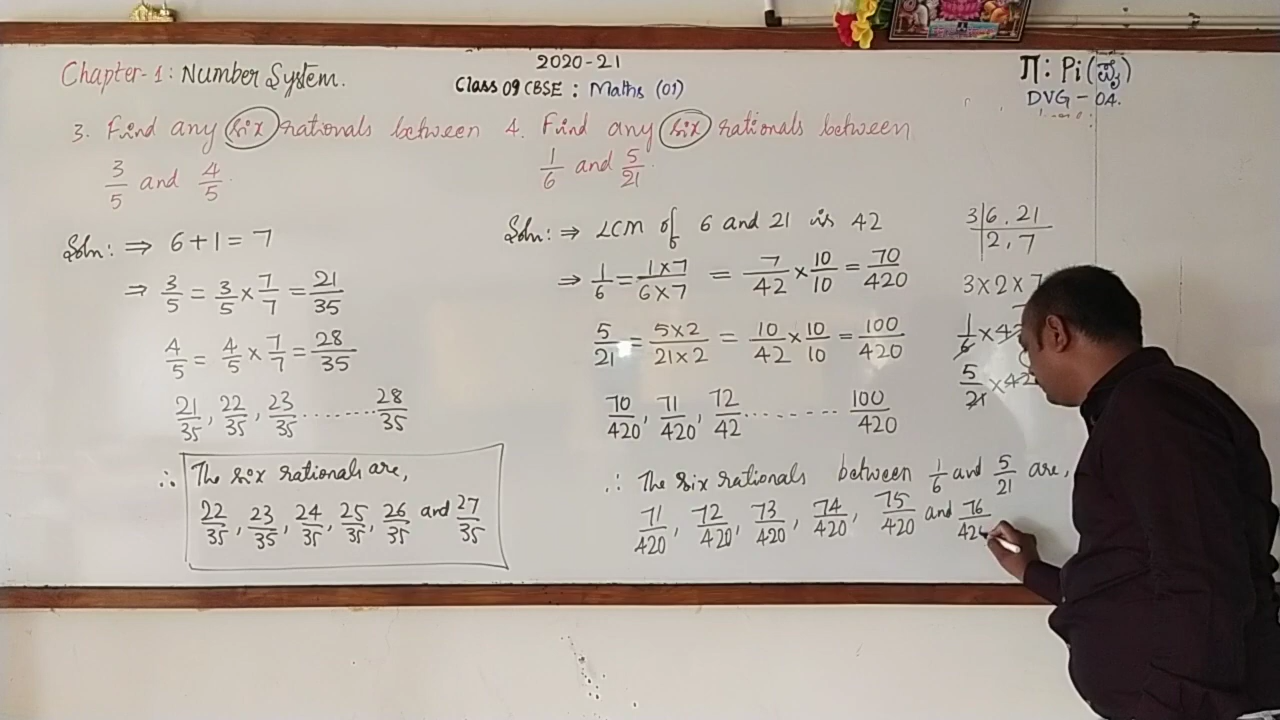 2020-21
Chapter-1: Number System.
Class 09 CBSE : Maths (01)
Π: Pi (ಪೈ)
DVG - 04.
3. Find any six rationals between
3/5 and 4/5.
Soln: ⇒ 6+1 = 7
⇒ 3/5 = 3/5 × 7/7 = 21/35
4/5 = 4/5 × 7/7 = 28/35
21/35, 22/35, 23/35 ........ 28/35
∴ The six rationals are,
22/35, 23/35, 24/35, 25/35, 26/35 and 27/35
4. Find any six rationals between
1/6 and 5/21.
Soln: ⇒ LCM of 6 and 21 is 42
⇒ 1/6 = 1×7/6×7 = 7/42 × 10/10 = 70/420
5/21 = 5×2/21×2 = 10/42 × 10/10 = 100/420
70/420, 71/420, 72/42 ........ 100/420
∴ The six rationals between 1/6 and 5/21 are,
71/420, 72/420, 73/420, 74/420, 75/420 and 76/42
3 | 6, 21
2, 7
3×2×7
1/6 × 42
5/21 × 42